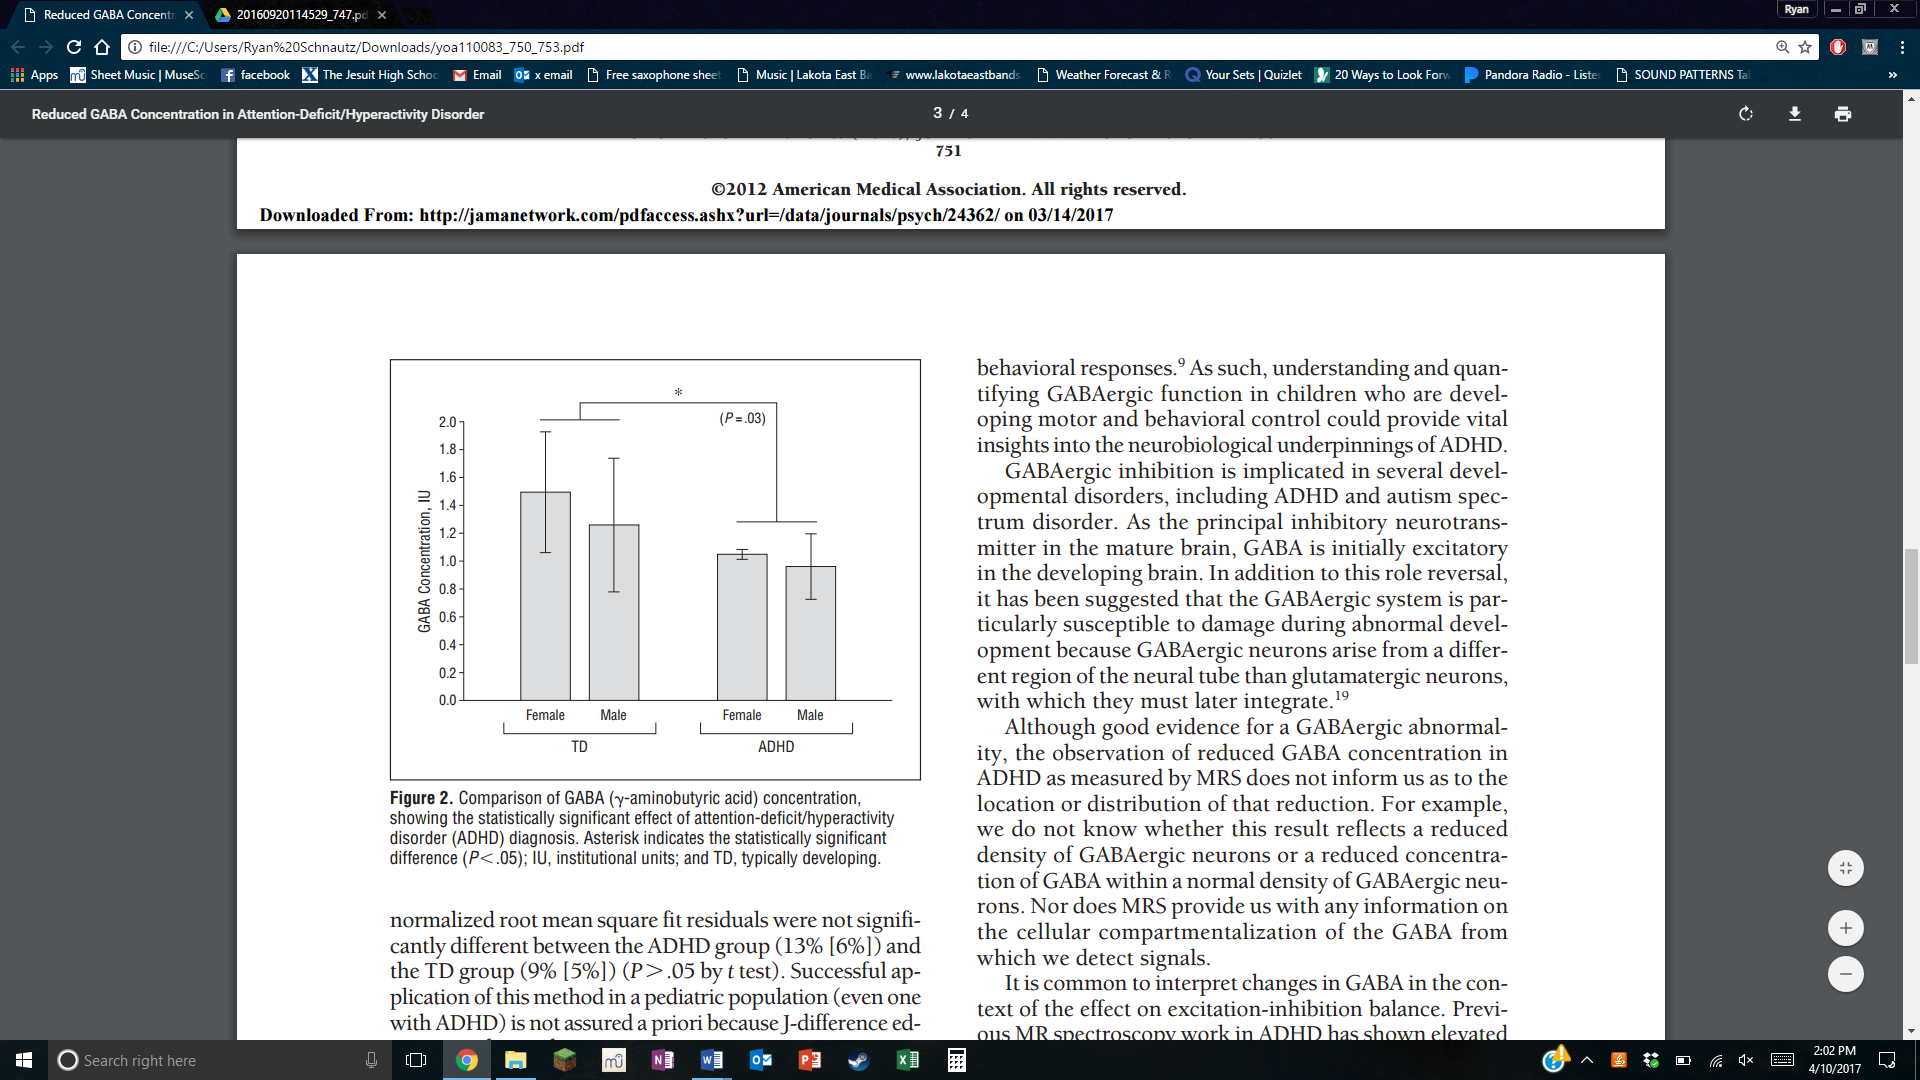 Reduced GABA Concentr
20160920114529_747.pd
Ryan
file:///C:/Users/Ryan%20Schnautz/Downloads/yoa110083_750_753.pdf
Apps
Sheet Music | MuseSc
facebook
The Jesuit High Schoo
Email
x email
Free saxophone sheet
Music | Lakota East Ba
www.lakotaeastbands
Weather Forecast & R
Your Sets | Quizlet
20 Ways to Look Forw
Pandora Radio - Liste
SOUND PATTERNS Ta
»
Reduced GABA Concentration in Attention-Deficit/Hyperactivity Disorder
3 / 4
751
©2012 American Medical Association. All rights reserved.
Downloaded From: http://jamanetwork.com/pdfaccess.ashx?url=/data/journals/psych/24362/ on 03/14/2017
*
(P = .03)
2.0
1.8
1.6
1.4
1.2
1.0
0.8
0.6
0.4
0.2
0.0
GABA Concentration, IU
Female Male Female Male
TD ADHD
Figure 2. Comparison of GABA (γ-aminobutyric acid) concentration,
showing the statistically significant effect of attention-deficit/hyperactivity
disorder (ADHD) diagnosis. Asterisk indicates the statistically significant
difference (P<.05); IU, institutional units; and TD, typically developing.
normalized root mean square fit residuals were not signifi-
cantly different between the ADHD group (13% [6%]) and
the TD group (9% [5%]) (P>.05 by t test). Successful ap-
plication of this method in a pediatric population (even one
with ADHD) is not assured a priori because J-difference ed-
behavioral responses.⁹ As such, understanding and quan-
tifying GABAergic function in children who are devel-
oping motor and behavioral control could provide vital
insights into the neurobiological underpinnings of ADHD.
GABAergic inhibition is implicated in several devel-
opmental disorders, including ADHD and autism spec-
trum disorder. As the principal inhibitory neurotrans-
mitter in the mature brain, GABA is initially excitatory
in the developing brain. In addition to this role reversal,
it has been suggested that the GABAergic system is par-
ticularly susceptible to damage during abnormal devel-
opment because GABAergic neurons arise from a differ-
ent region of the neural tube than glutamatergic neurons,
with which they must later integrate.¹⁹
Although good evidence for a GABAergic abnormal-
ity, the observation of reduced GABA concentration in
ADHD as measured by MRS does not inform us as to the
location or distribution of that reduction. For example,
we do not know whether this result reflects a reduced
density of GABAergic neurons or a reduced concentra-
tion of GABA within a normal density of GABAergic neu-
rons. Nor does MRS provide us with any information on
the cellular compartmentalization of the GABA from
which we detect signals.
It is common to interpret changes in GABA in the con-
text of the effect on excitation-inhibition balance. Previ-
ous MR spectroscopy work in ADHD has shown elevated
Search right here
2:02 PM
4/10/2017